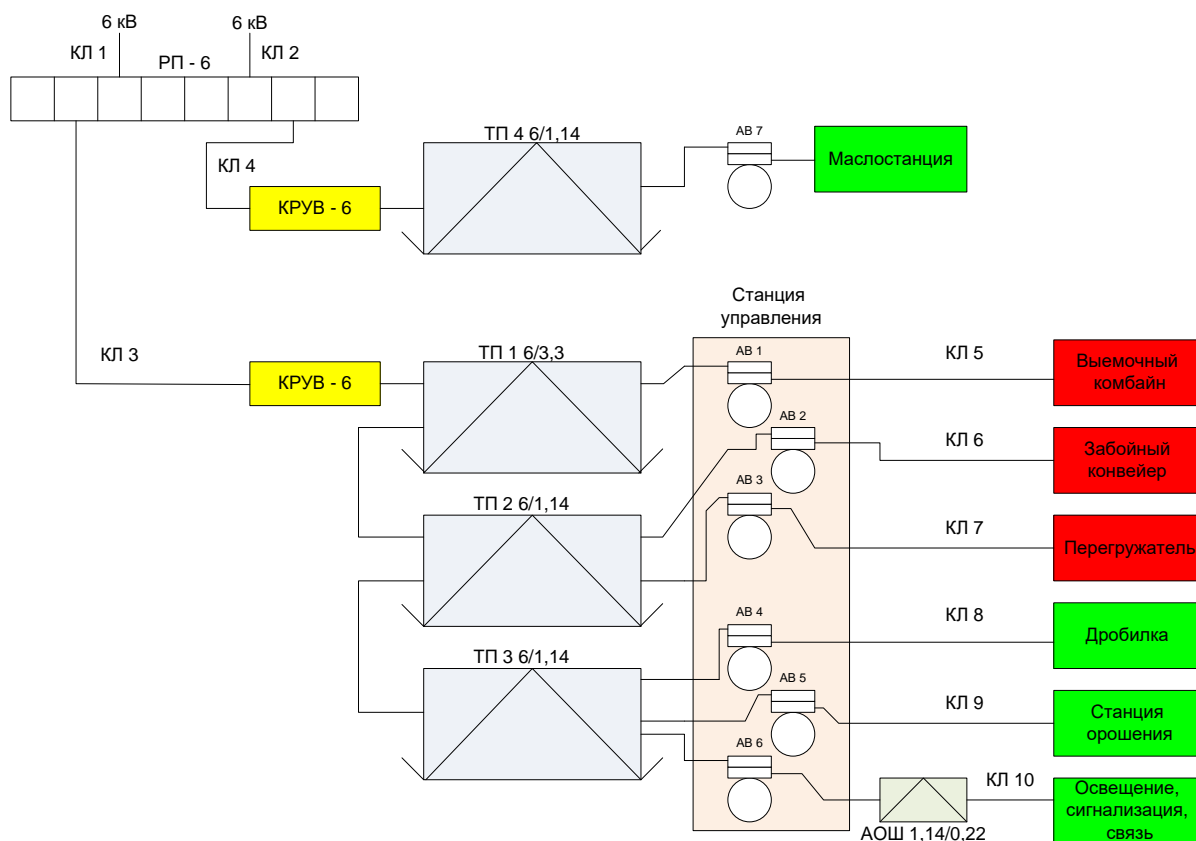 6 кВ
6 кВ
КЛ 1
РП - 6
КЛ 2
ТП 4 6/1,14
АВ 7
Маслостанция
КЛ 4
КРУВ - 6
Станция
управления
КЛ 3
КРУВ - 6
ТП 1 6/3,3
АВ 1
КЛ 5
Выемочный
комбайн
АВ 2
КЛ 6
Забойный
конвейер
ТП 2 6/1,14
АВ 3
КЛ 7
Перегружатель
АВ 4
КЛ 8
Дробилка
ТП 3 6/1,14
АВ 5
КЛ 9
Станция
орошения
АВ 6
КЛ 10
Освещение,
сигнализация,
связь
АОШ 1,14/0,22